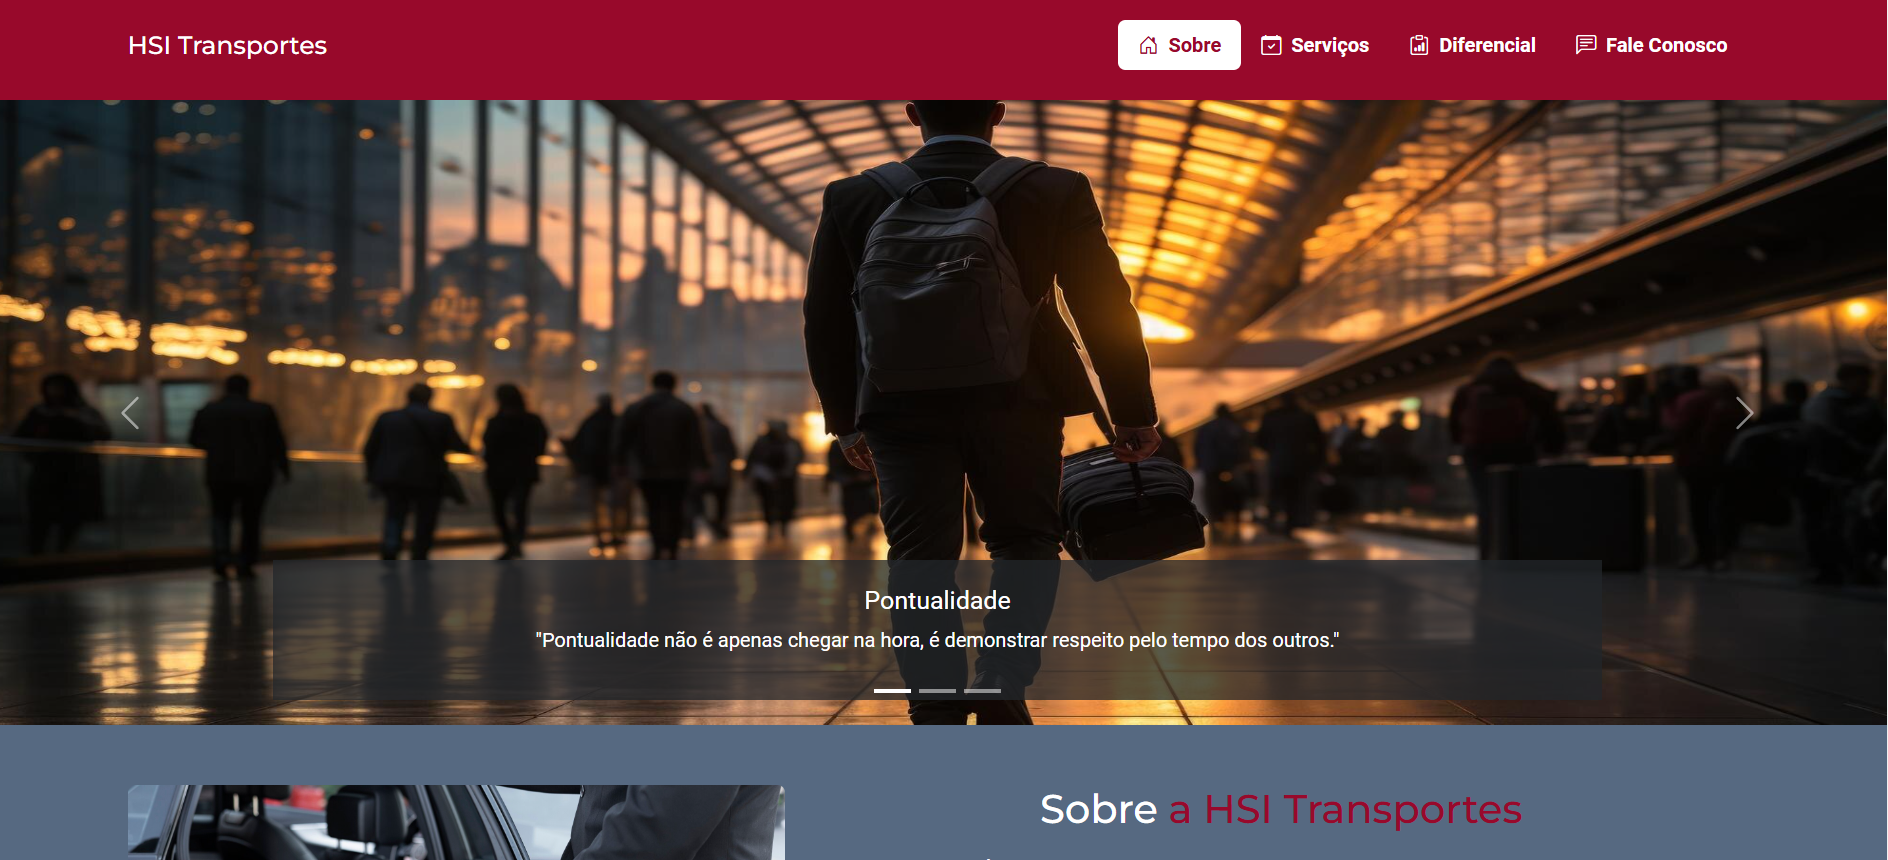 HSI Transportes
Sobre
Serviços
Diferencial
Fale Conosco
Pontualidade
"Pontualidade não é apenas chegar na hora, é demonstrar respeito pelo tempo dos outros."
Sobre a HSI Transportes